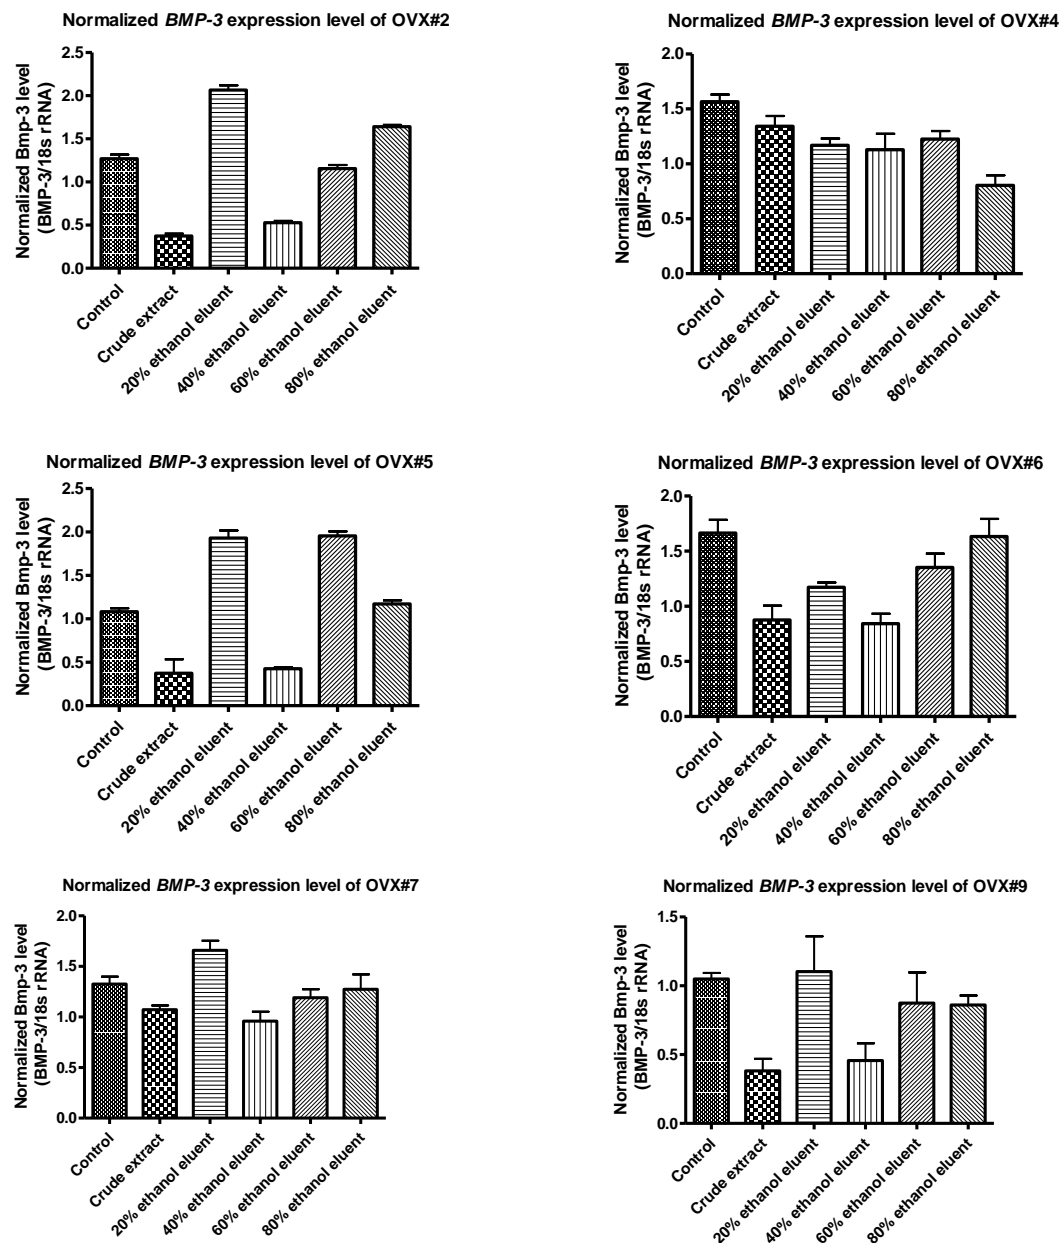 Normalized BMP-3 expression level of OVX#2
Normalized Bmp-3 level
(BMP-3/18s rRNA)
2.5
2.0
1.5
1.0
0.5
0.0
Control
Crude extract
20% ethanol eluent
40% ethanol eluent
60% ethanol eluent
80% ethanol eluent
Normalized BMP-3 expression level of OVX#4
Normalized Bmp-3 level
(BMP-3/18s rRNA)
2.0
1.5
1.0
0.5
0.0
Control
Crude extract
20% ethanol eluent
40% ethanol eluent
60% ethanol eluent
80% ethanol eluent
Normalized BMP-3 expression level of OVX#5
Normalized Bmp-3 level
(BMP-3/18s rRNA)
2.5
2.0
1.5
1.0
0.5
0.0
Control
Crude extract
20% ethanol eluent
40% ethanol eluent
60% ethanol eluent
80% ethanol eluent
Normalized BMP-3 expression level of OVX#6
Normalized Bmp-3 level
(BMP-3/18s rRNA)
2.0
1.5
1.0
0.5
0.0
Control
Crude extract
20% ethanol eluent
40% ethanol eluent
60% ethanol eluent
80% ethanol eluent
Normalized BMP-3 expression level of OVX#7
Normalized Bmp-3 level
(BMP-3/18s rRNA)
2.0
1.5
1.0
0.5
0.0
Control
Crude extract
20% ethanol eluent
40% ethanol eluent
60% ethanol eluent
80% ethanol eluent
Normalized BMP-3 expression level of OVX#9
Normalized Bmp-3 level
(BMP-3/18s rRNA)
1.5
1.0
0.5
0.0
Control
Crude extract
20% ethanol eluent
40% ethanol eluent
60% ethanol eluent
80% ethanol eluent